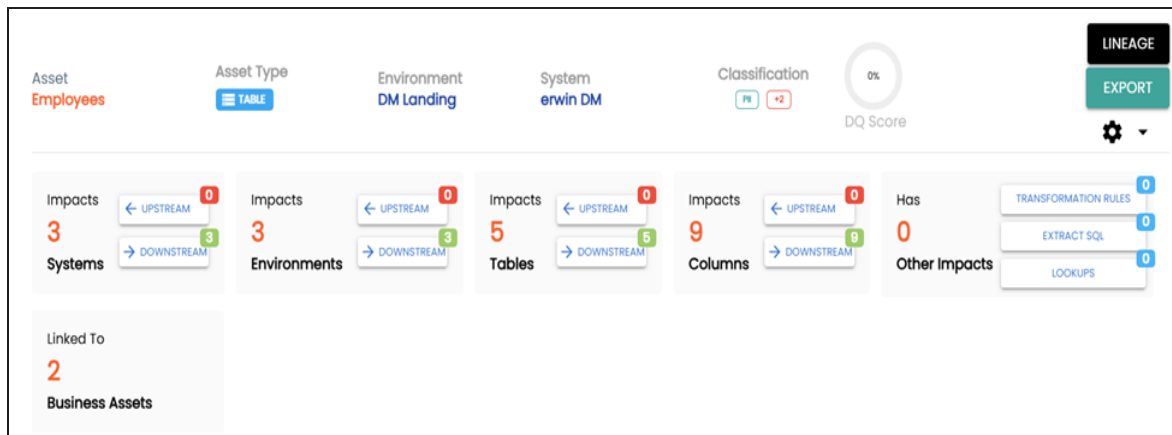 LINEAGE
Asset
Employees
Asset Type
TABLE
Environment
DM Landing
System
erwin DM
Classification
PII +2
0%
DQ Score
EXPORT
Impacts
3
Systems
UPSTREAM 0
DOWNSTREAM 3
Impacts
3
Environments
UPSTREAM 0
DOWNSTREAM 3
Impacts
5
Tables
UPSTREAM 0
DOWNSTREAM 5
Impacts
9
Columns
UPSTREAM 0
DOWNSTREAM 9
Has
0
Other Impacts
TRANSFORMATION RULES 0
EXTRACT SQL 0
LOOKUPS 0
Linked To
2
Business Assets